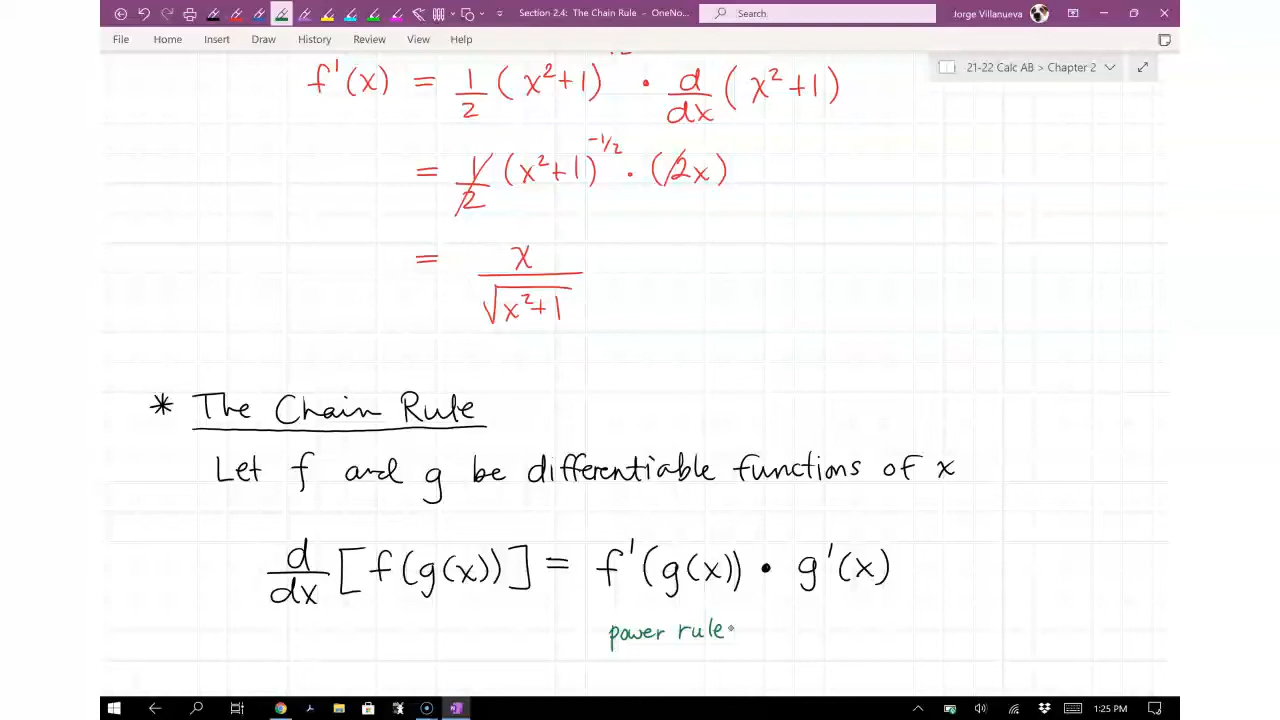 Section 2.4: The Chain Rule - OneNo...
Search
Jorge Villanueva
File Home Insert Draw History Review View Help
21-22 Calc AB > Chapter 2
f'(x) = 1/2 (x²+1) · d/dx (x²+1)
= 1/2 (x²+1)^(-1/2) · (2x)
= x/√(x²+1)
* The Chain Rule
Let f and g be differentiable functions of x
d/dx [f(g(x))] = f'(g(x)) · g'(x)
power rule
1:25 PM